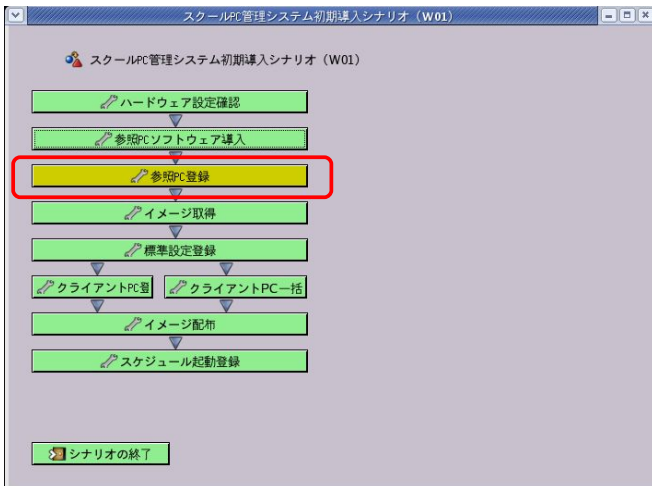 スクールPC管理システム初期導入シナリオ（W01）
スクールPC管理システム初期導入シナリオ（W01）
ハードウェア設定確認
参照PCソフトウェア導入
参照PC登録
イメージ取得
標準設定登録
クライアントPC登 クライアントPC一括
イメージ配布
スケジュール起動登録
シナリオの終了